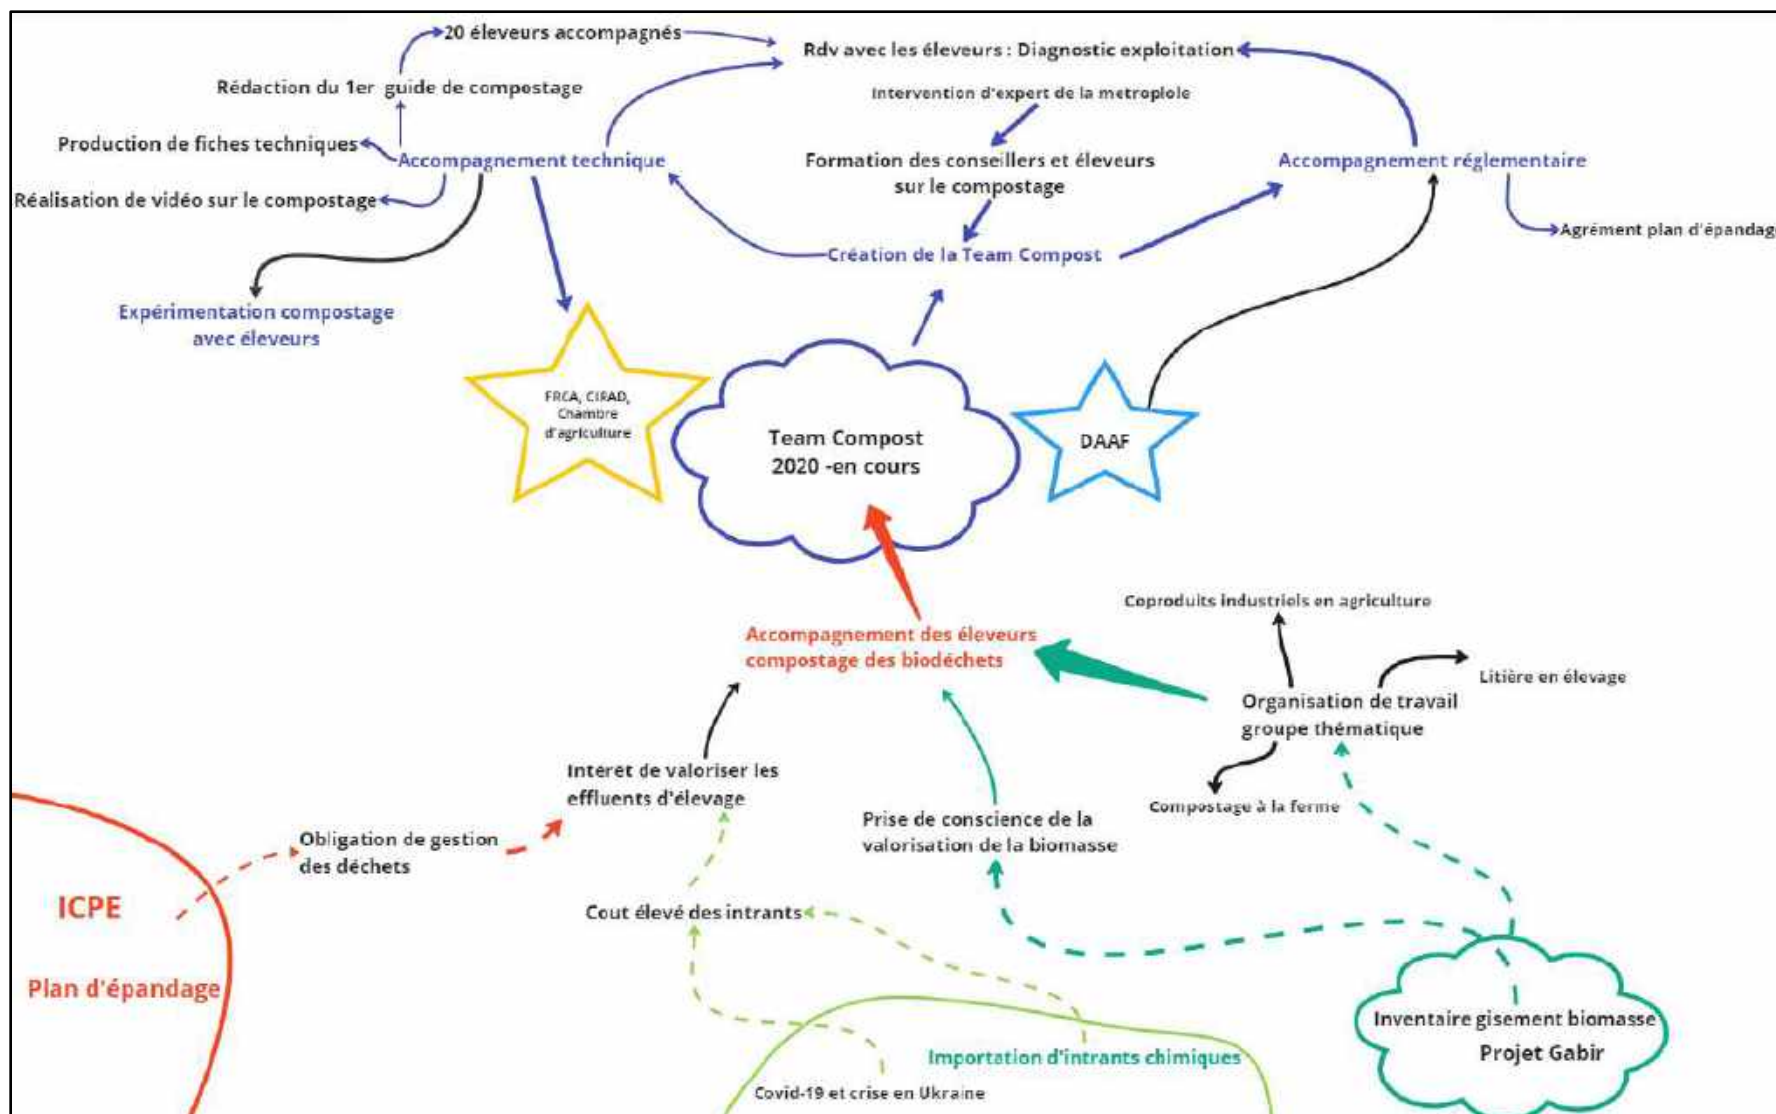 20 éleveurs accompagnés
Rdv avec les éleveurs : Diagnostic exploitation
Rédaction du 1er guide de compostage
Intervention d'expert de la metroplole
Production de fiches techniques
Accompagnement technique
Formation des conseillers et éleveurs
sur le compostage
Accompagnement réglementaire
Réalisation de vidéo sur le compostage
Agrément plan d'épandage
Création de la Team Compost
Expérimentation compostage
avec éleveurs
FRCA, CIRAD,
Chambre
d'agriculture
Team Compost
2020 -en cours
DAAF
Coproduits industriels en agriculture
Accompagnement des éleveurs
compostage des biodéchets
Litière en élevage
Organisation de travail
groupe thématique
Intérêt de valoriser les
effluents d'élevage
Compostage à la ferme
Prise de conscience de la
valorisation de la biomasse
Obligation de gestion
des déchets
ICPE
Cout élevé des intrants
Plan d'épandage
Inventaire gisement biomasse
Projet Gabir
Importation d'intrants chimiques
Covid-19 et crise en Ukraine